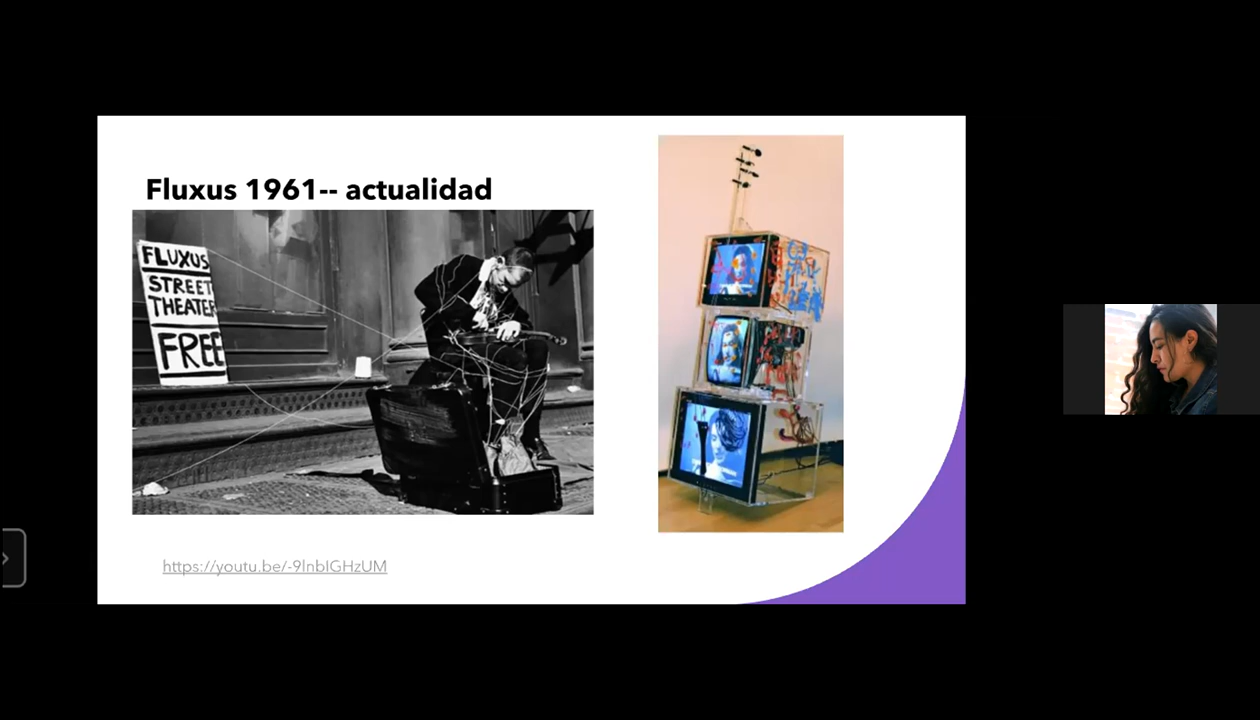 Fluxus 1961-- actualidad
FLUXUS
STREET
THEATER
FREE
https://youtu.be/-9lnbIGHzUM